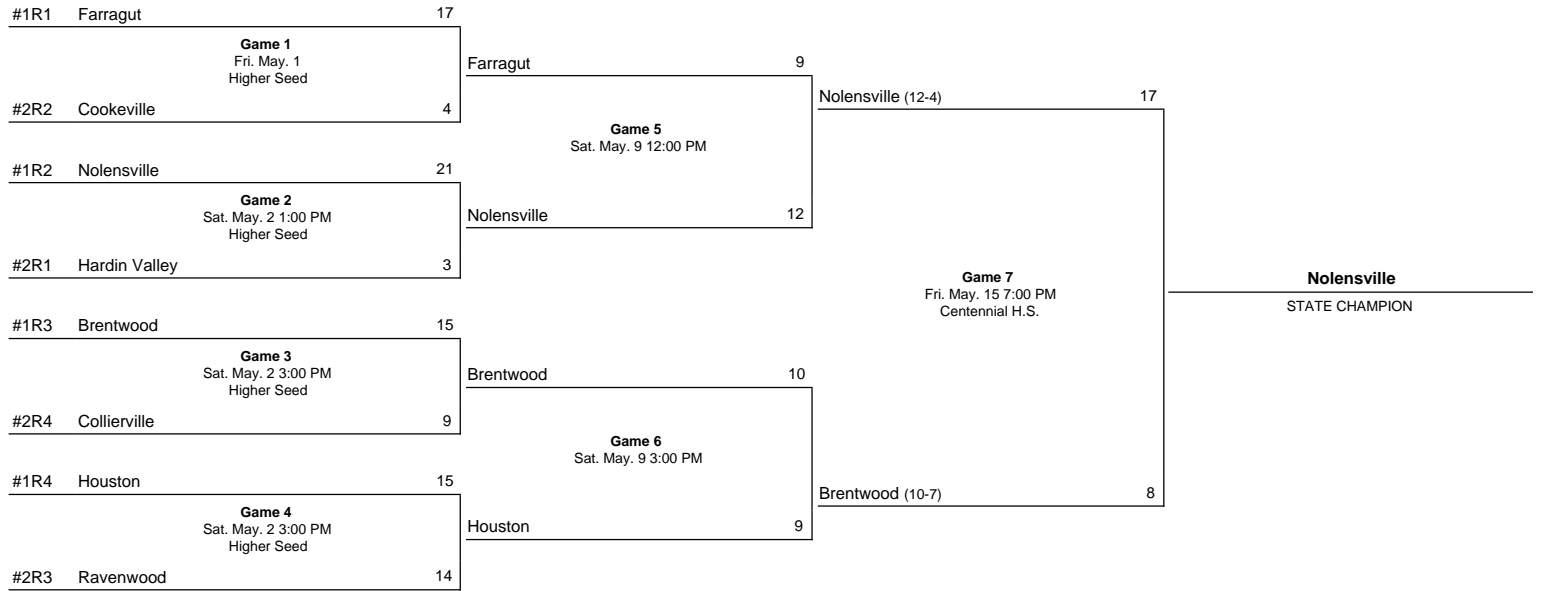 #1R1 Farragut 17
Game 1
Fri. May. 1
Higher Seed
#2R2 Cookeville 4
#1R2 Nolensville 21
Game 2
Sat. May. 2 1:00 PM
Higher Seed
#2R1 Hardin Valley 3
#1R3 Brentwood 15
Game 3
Sat. May. 2 3:00 PM
Higher Seed
#2R4 Collierville 9
#1R4 Houston 15
Game 4
Sat. May. 2 3:00 PM
Higher Seed
#2R3 Ravenwood 14
Farragut 9
Game 5
Sat. May. 9 12:00 PM
Nolensville 12
Brentwood 10
Game 6
Sat. May. 9 3:00 PM
Houston 9
Nolensville (12-4) 17
Game 7
Fri. May. 15 7:00 PM
Centennial H.S.
Brentwood (10-7) 8
Nolensville
STATE CHAMPION